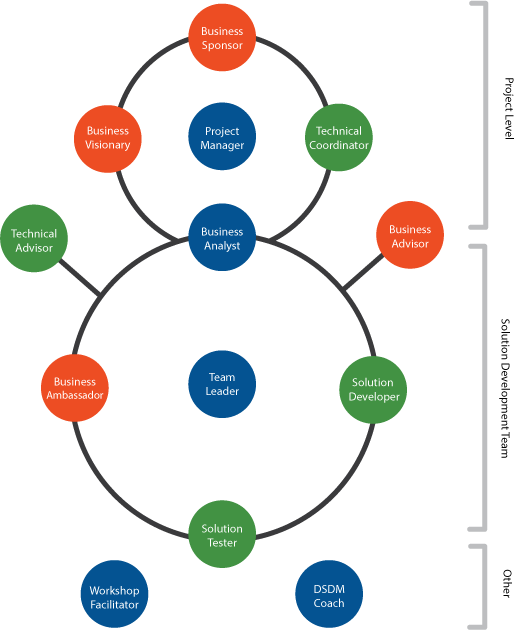 Business
Sponsor
Business
Visionary
Project
Manager
Technical
Coordinator
Project Level
Technical
Advisor
Business
Analyst
Business
Advisor
Business
Ambassador
Team
Leader
Solution
Developer
Solution Development Team
Solution
Tester
Workshop
Facilitator
DSDM
Coach
Other